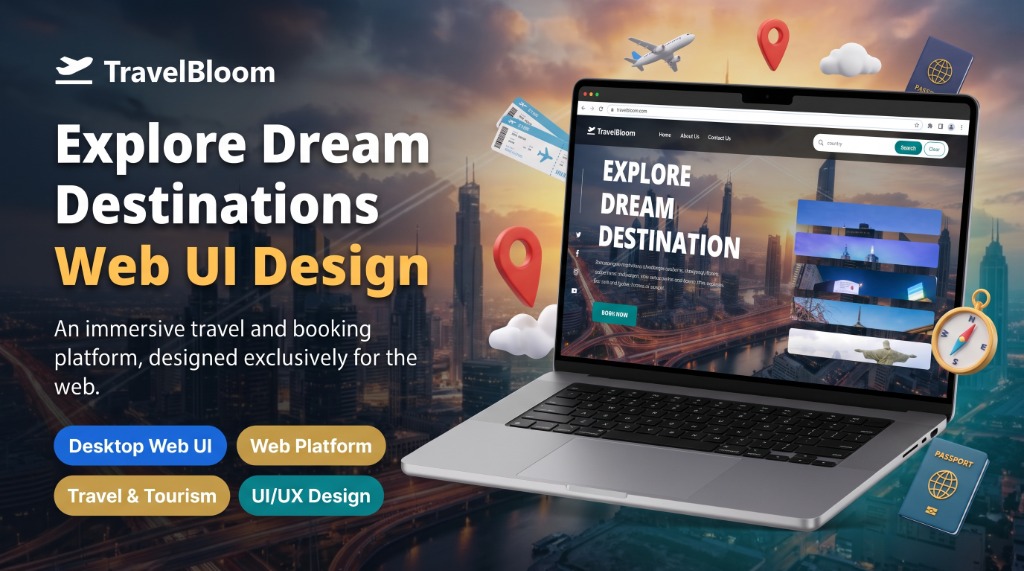 TravelBloom
Explore Dream
Destinations
Web UI Design
An immersive travel and booking
platform, designed exclusively for the
web.
Desktop Web UI
Web Platform
Travel & Tourism
UI/UX Design
travelbloom.com
TravelBloom
Home
About Us
Contact Us
country
Search
Clear
EXPLORE
DREAM
DESTINATION
BOOK NOW
N
E
S
W
PASSPORT